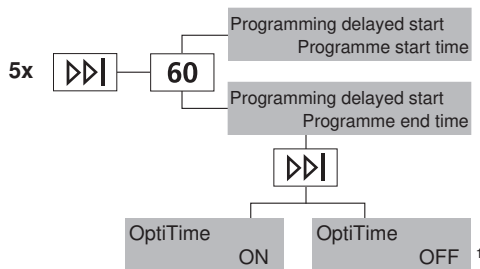 Programming delayed start
Programme start time
5x
60
Programming delayed start
Programme end time
OptiTime
ON
OptiTime
OFF 1